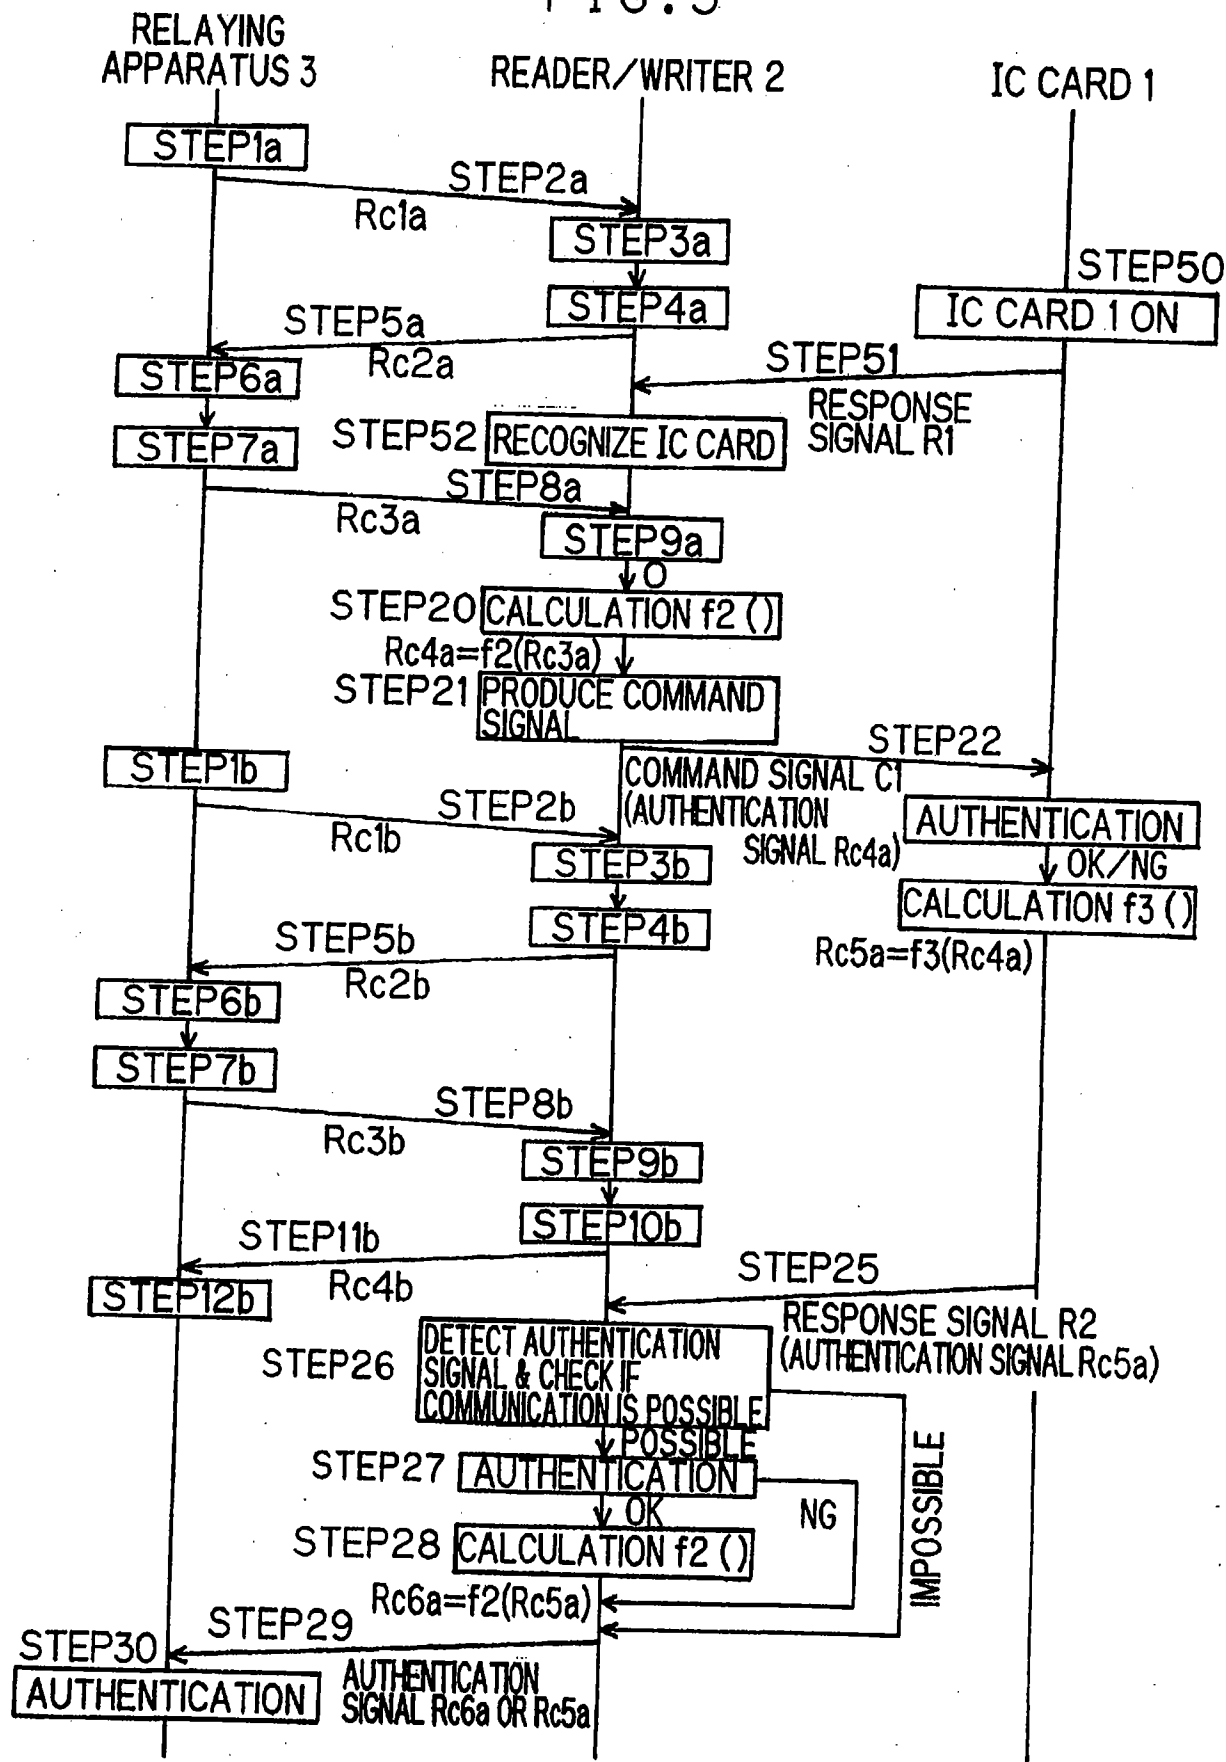 FIG.5
RELAYING
APPARATUS 3
READER/WRITER 2
IC CARD 1
STEP1a
STEP2a
Rc1a
STEP3a
STEP50
STEP4a
IC CARD 1 ON
STEP5a
Rc2a
STEP51
STEP6a
RESPONSE
SIGNAL R1
STEP52
RECOGNIZE IC CARD
STEP7a
STEP8a
Rc3a
STEP9a
O
STEP20
CALCULATION f2 ()
Rc4a=f2(Rc3a)
STEP21
PRODUCE COMMAND
SIGNAL
STEP22
STEP1b
COMMAND SIGNAL C1
(AUTHENTICATION
SIGNAL Rc4a)
STEP2b
Rc1b
AUTHENTICATION
OK/NG
STEP3b
CALCULATION f3 ()
STEP4b
Rc5a=f3(Rc4a)
STEP5b
Rc2b
STEP6b
STEP7b
STEP8b
Rc3b
STEP9b
STEP10b
STEP11b
Rc4b
STEP25
STEP12b
RESPONSE SIGNAL R2
(AUTHENTICATION SIGNAL Rc5a)
STEP26
DETECT AUTHENTICATION
SIGNAL & CHECK IF
COMMUNICATION IS POSSIBLE
POSSIBLE
IMPOSSIBLE
STEP27
AUTHENTICATION
OK
NG
STEP28
CALCULATION f2 ()
Rc6a=f2(Rc5a)
STEP29
STEP30
AUTHENTICATION
AUTHENTICATION
SIGNAL Rc6a OR Rc5a